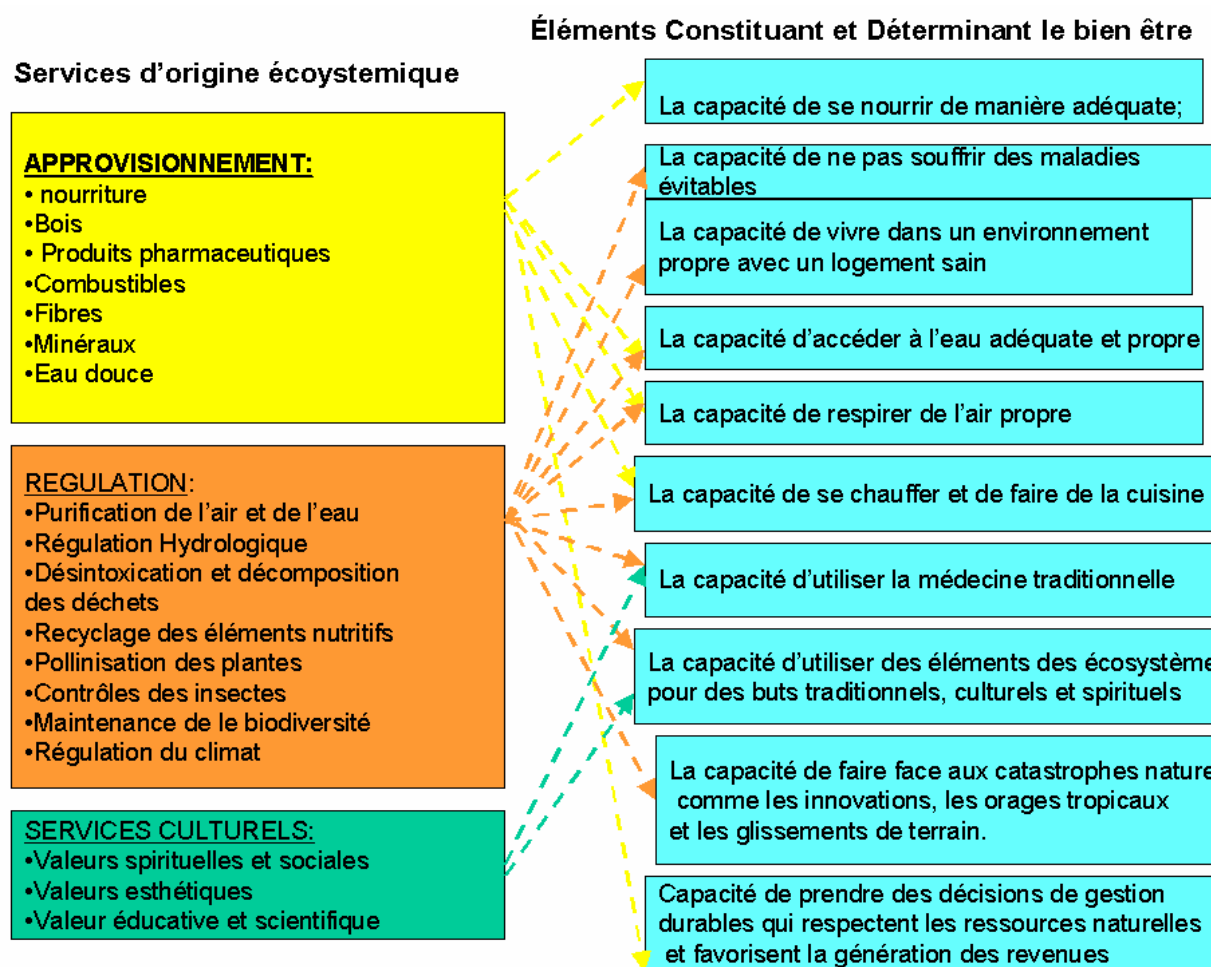 Éléments Constituant et Déterminant le bien être
Services d'origine écoystemique
APPROVISIONNEMENT:
• nourriture
•Bois
• Produits pharmaceutiques
•Combustibles
•Fibres
•Minéraux
•Eau douce
REGULATION:
•Purification de l'air et de l'eau
•Régulation Hydrologique
•Désintoxication et décomposition
des déchets
•Recyclage des éléments nutritifs
•Pollinisation des plantes
•Contrôles des insectes
•Maintenance de le biodiversité
•Régulation du climat
SERVICES CULTURELS:
•Valeurs spirituelles et sociales
•Valeurs esthétiques
•Valeur éducative et scientifique
La capacité de se nourrir de manière adéquate;
La capacité de ne pas souffrir des maladies
évitables
La capacité de vivre dans un environnement
propre avec un logement sain
La capacité d'accéder à l'eau adéquate et propre
La capacité de respirer de l'air propre
La capacité de se chauffer et de faire de la cuisine
La capacité d'utiliser la médecine traditionnelle
La capacité d'utiliser des éléments des écosystème
pour des buts traditionnels, culturels et spirituels
La capacité de faire face aux catastrophes nature
comme les innovations, les orages tropicaux
et les glissements de terrain.
Capacité de prendre des décisions de gestion
durables qui respectent les ressources naturelles
et favorisent la génération des revenues